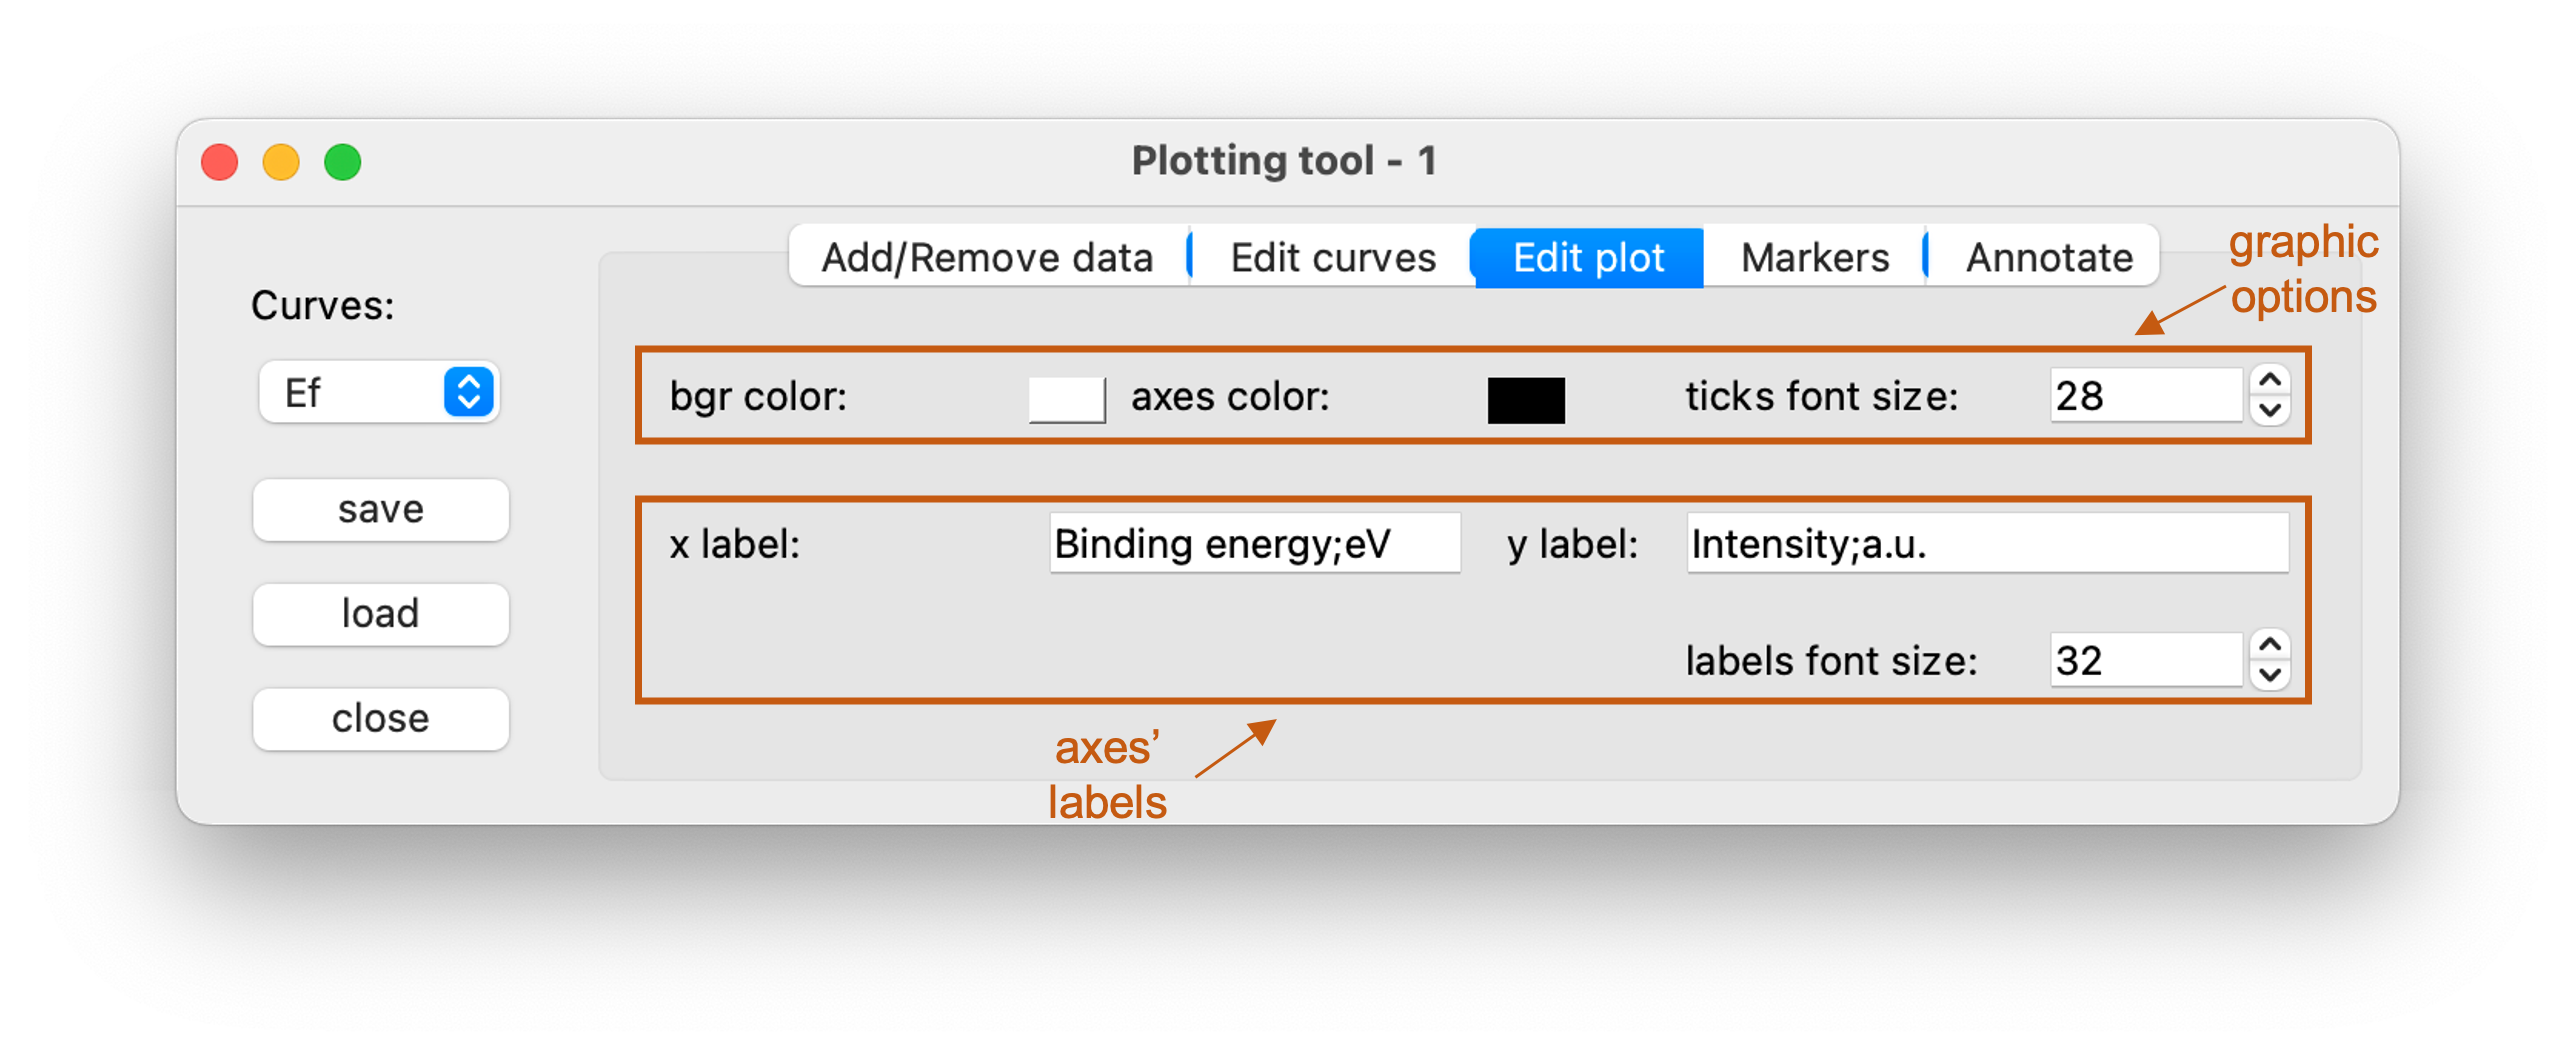 Plotting tool - 1
Add/Remove data Edit curves Edit plot Markers Annotate
graphic
options
Curves:
Ef
save
load
close
bgr color: axes color: ticks font size: 28
x label: Binding energy;eV y label: Intensity;a.u.
labels font size: 32
axes’
labels